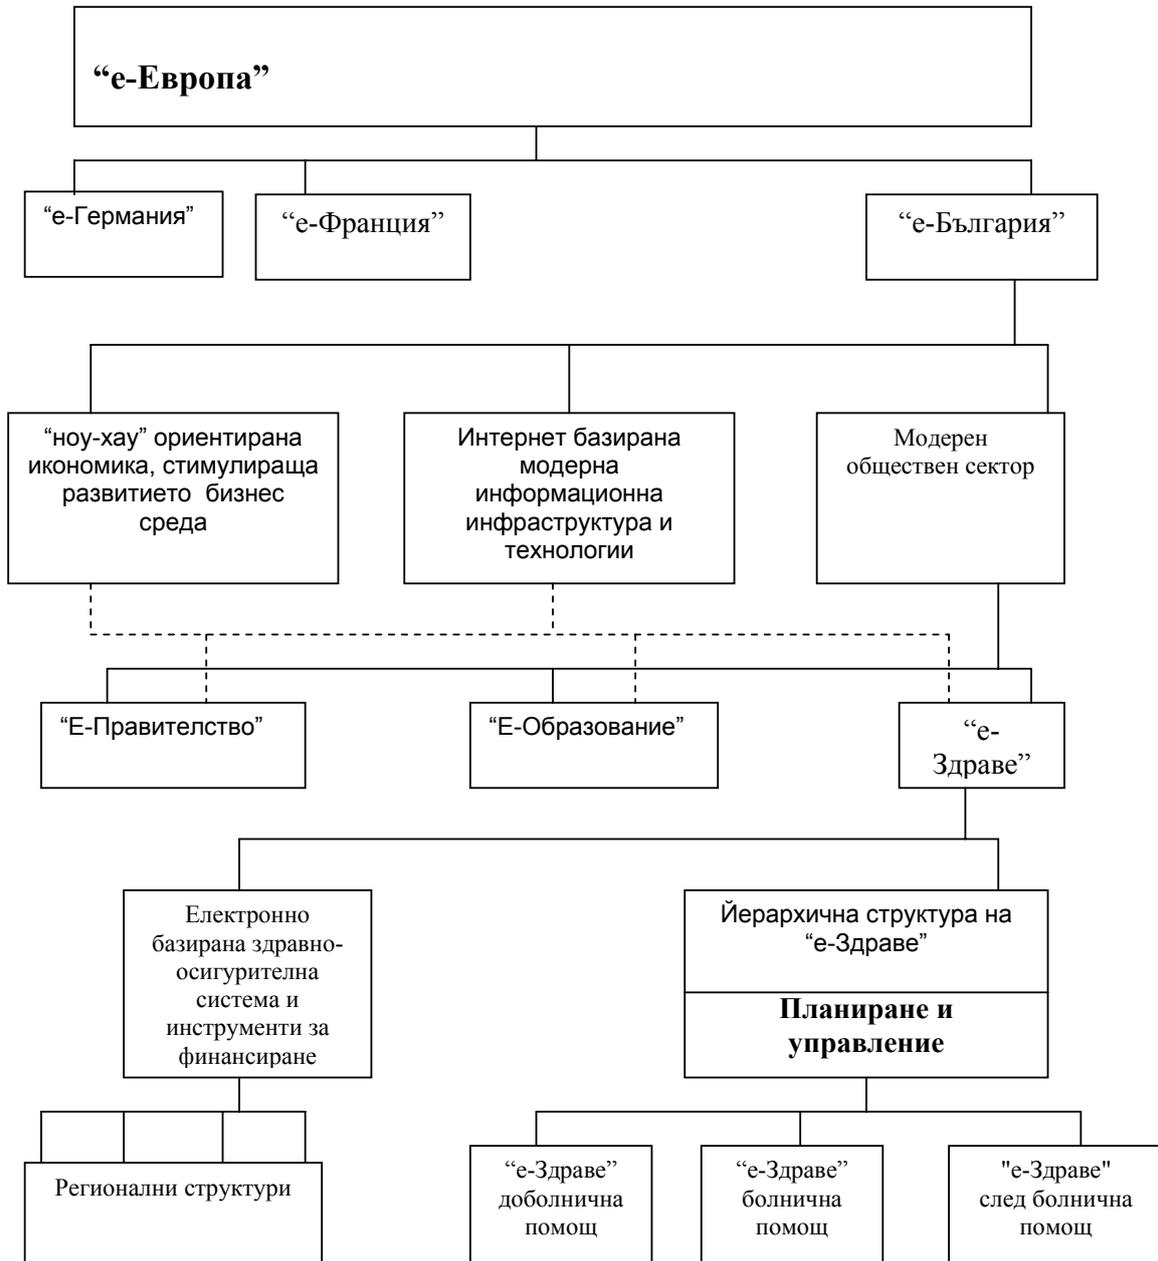 “е-Европа”
“е-Германия”
“е-Франция”
“е-България”
“ноу-хау” ориентирана
икономика, стимулираща
развитието бизнес
среда
Интернет базирана
модерна
информационна
инфраструктура и
технологии
Модерен
обществен сектор
“Е-Правителство”
“Е-Образование”
“е-
Здраве”
Електронно
базирана здравно-
осигурителна
система и
инструменти за
финансиране
Йерархична структура на
“е-Здраве”
Планиране и
управление
Регионални структури
“е-Здраве”
доболнична
помощ
“е-Здраве”
болнична
помощ
"е-Здраве"
след болнична
помощ